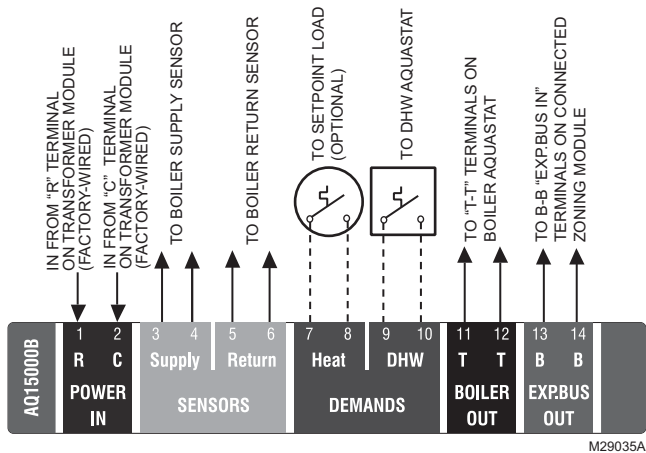 IN FROM "R" TERMINAL
ON TRANSFORMER MODULE
(FACTORY-WIRED)
IN FROM "C" TERMINAL
ON TRANSFORMER MODULE
(FACTORY-WIRED)
TO BOILER SUPPLY SENSOR
TO BOILER RETURN SENSOR
TO SETPOINT LOAD
(OPTIONAL)
TO DHW AQUASTAT
TO "T-T" TERMINALS ON
BOILER AQUASTAT
TO B-B "EXP.BUS IN"
TERMINALS ON CONNECTED
ZONING MODULE
AQ15000B
1 2 3 4 5 6 7 8 9 10 11 12 13 14
R C Supply Return Heat DHW T T B B
POWER
IN
SENSORS
DEMANDS
BOILER
OUT
EXP.BUS
OUT
M29035A